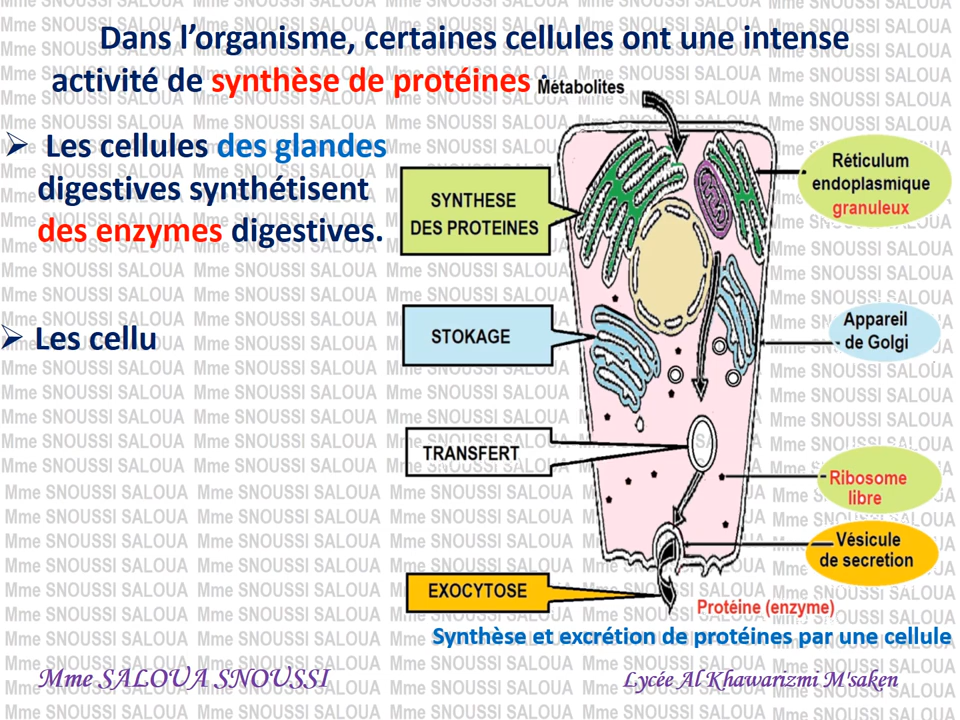 Dans l’organisme, certaines cellules ont une intense
activité de synthèse de protéines :
Les cellules des glandes
digestives synthétisent
des enzymes digestives.
Les cellu
Métabolites
SYNTHESE
DES PROTEINES
Réticulum
endoplasmique
granuleux
STOKAGE
Appareil
de Golgi
TRANSFERT
Ribosome
libre
Vésicule
de secretion
EXOCYTOSE
Protéine (enzyme)
Synthèse et excrétion de protéines par une cellule
Mme SALOUA SNOUSSI
Lycée Al Khawarizmi M'saken
Mme SNOUSSI SALOUA